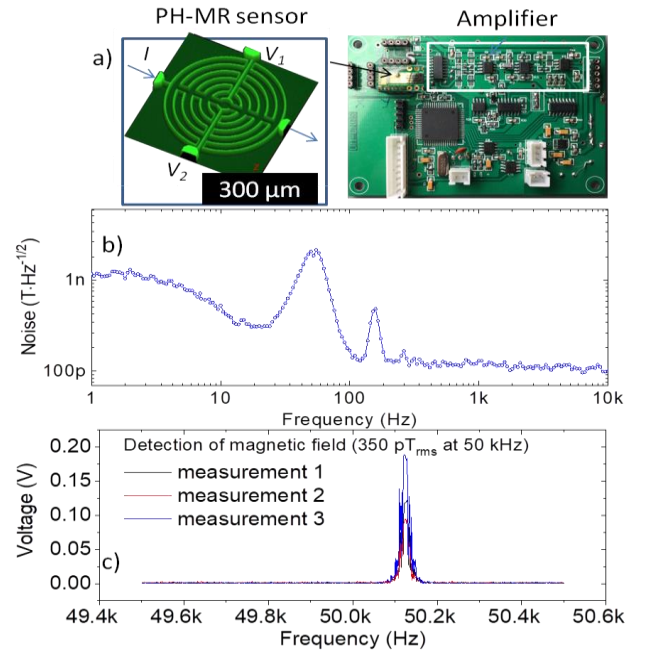 PH-MR sensor
Amplifier
a)
I
V1
V2
300 µm
b)
Noise (T·Hz-1/2)
1n
100p
1
10
100
1k
10k
Frequency (Hz)
Detection of magnetic field (350 pTrms at 50 kHz)
measurement 1
measurement 2
measurement 3
Voltage (V)
0.20
0.15
0.10
0.05
0.00
c)
49.4k
49.6k
49.8k
50.0k
50.2k
50.4k
50.6k
Frequency (Hz)